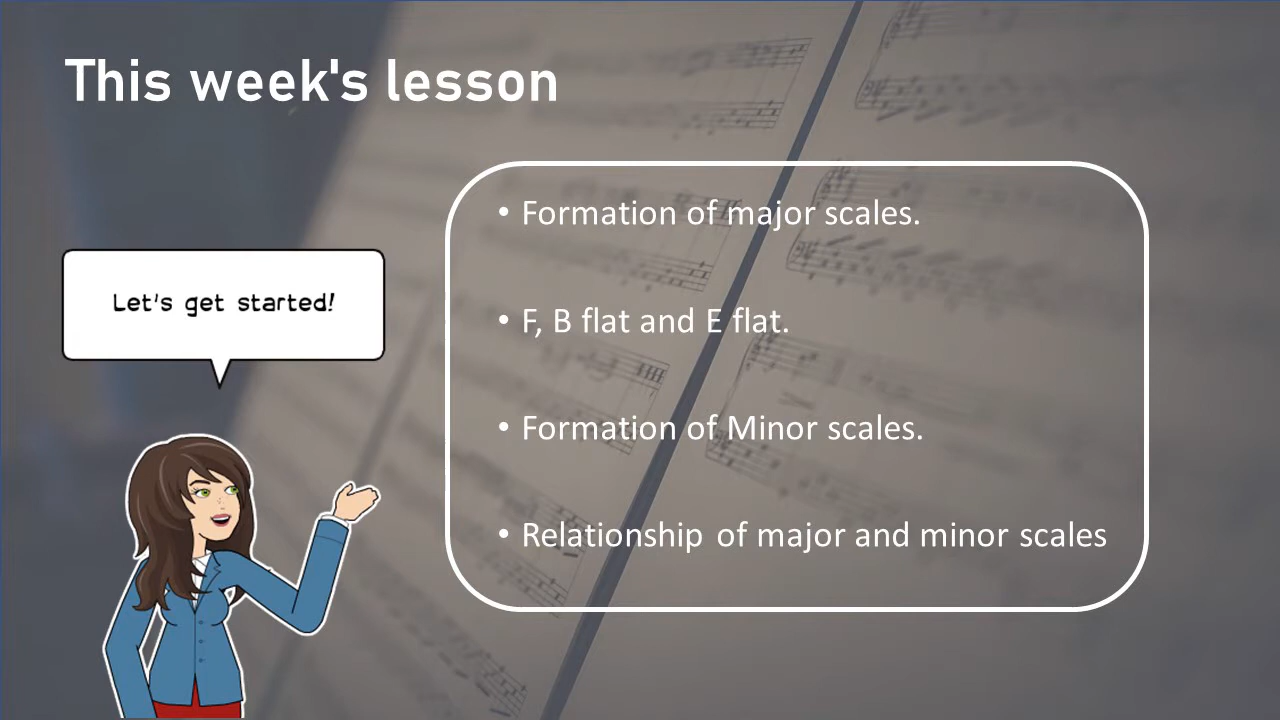 This week's lesson
Let's get started!
• Formation of major scales.
• F, B flat and E flat.
• Formation of Minor scales.
• Relationship of major and minor scales